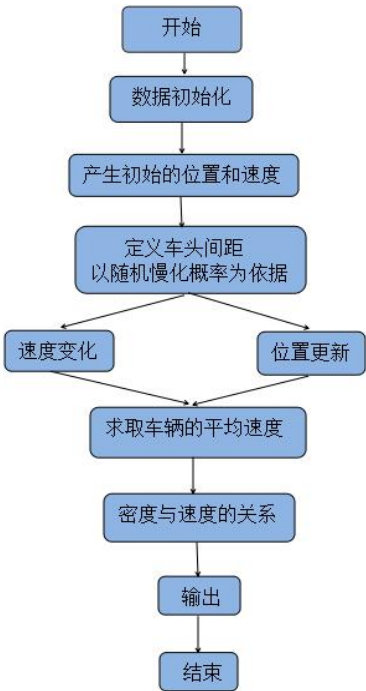 开始
数据初始化
产生初始的位置和速度
定义车头间距
以随机慢化概率为依据
速度变化
位置更新
求取车辆的平均速度
密度与速度的关系
输出
结束